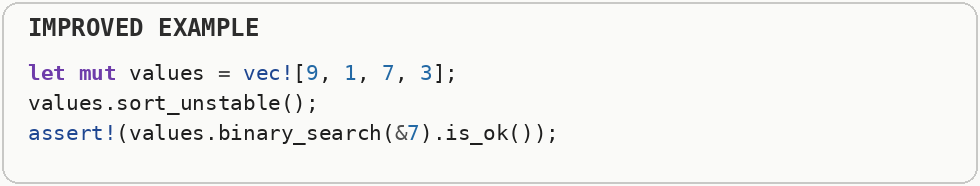 IMPROVED EXAMPLE
let mut values = vec![9, 1, 7, 3];
values.sort_unstable();
assert!(values.binary_search(&7).is_ok());